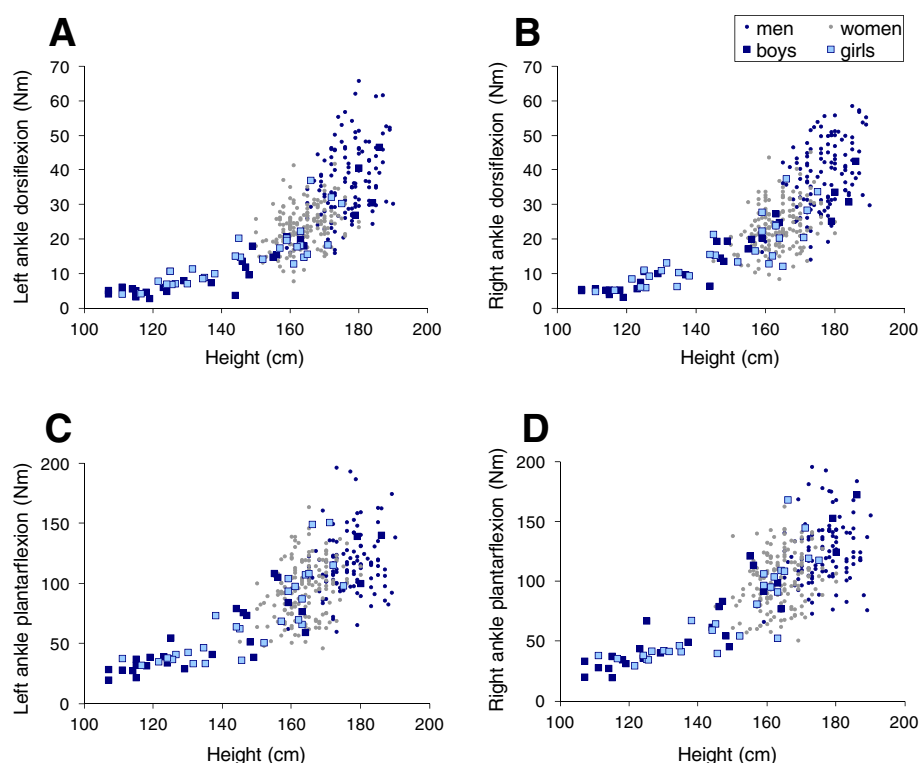 A
B
men women
boys girls
Left ankle dorsiflexion (Nm)
70
60
50
40
30
20
10
0
100 120 140 160 180 200
Height (cm)
Right ankle dorsiflexion (Nm)
70
60
50
40
30
20
10
0
100 120 140 160 180 200
Height (cm)
C
D
Left ankle plantarflexion (Nm)
200
150
100
50
0
100 120 140 160 180 200
Height (cm)
Right ankle plantarflexion (Nm)
200
150
100
50
0
100 120 140 160 180 200
Height (cm)